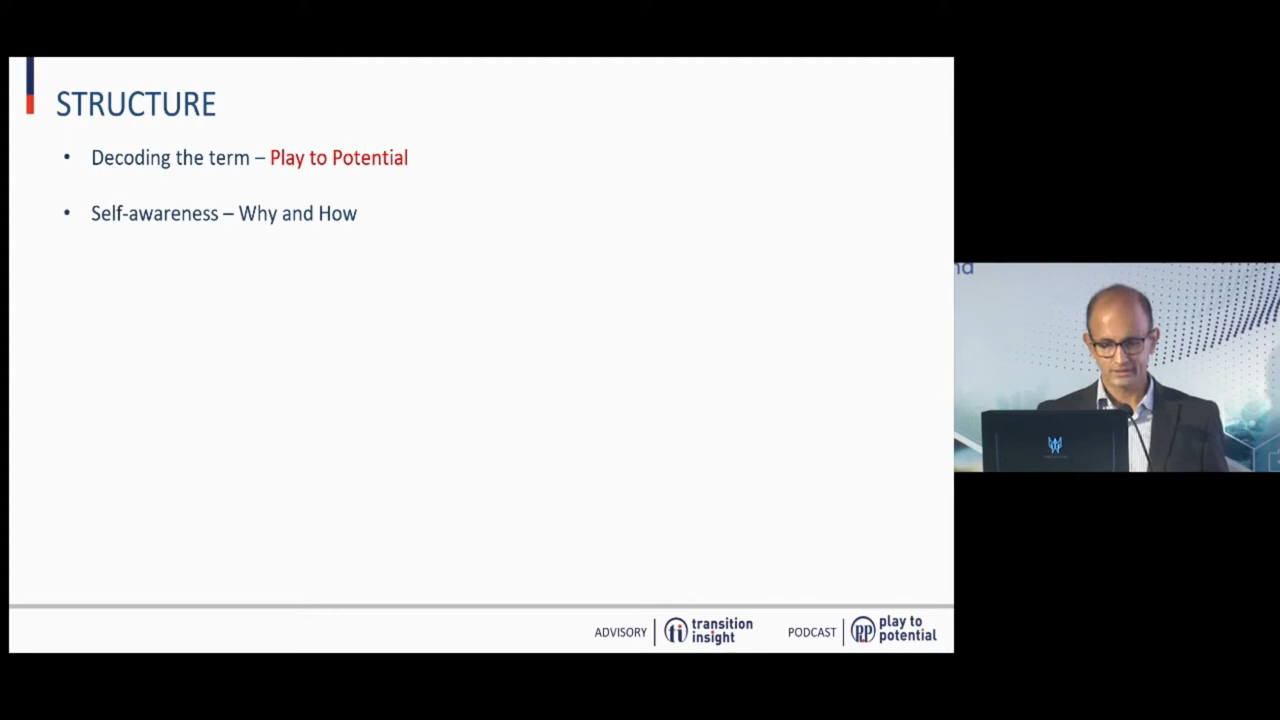 STRUCTURE
• Decoding the term – Play to Potential
• Self-awareness – Why and How
ADVISORY
ti
transition
insight
PODCAST
play to
potential